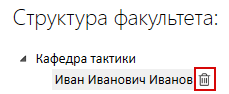 Структура факультета:
Кафедра тактики
Иван Иванович Иванов